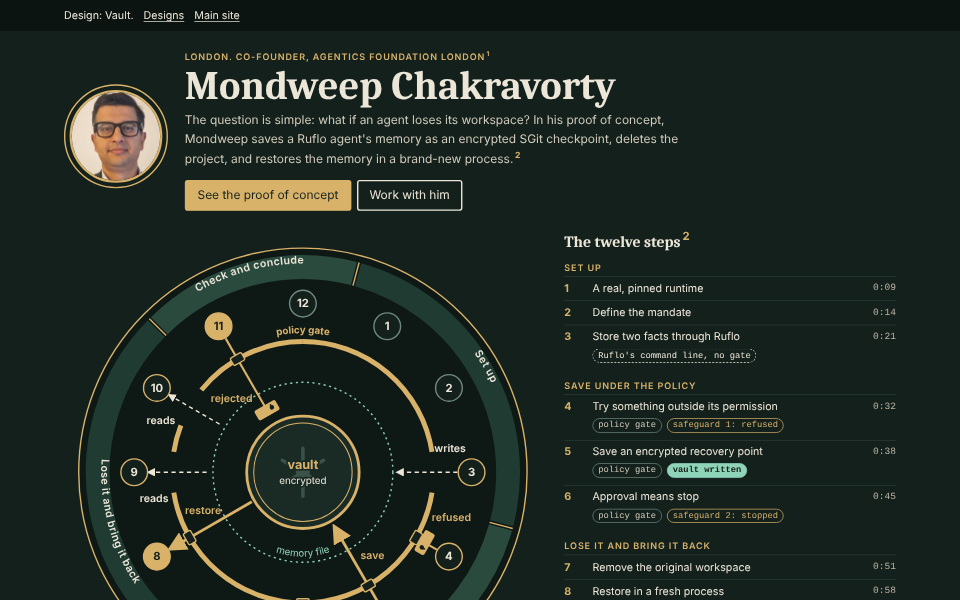 Design: Vault. Designs Main site
LONDON. CO-FOUNDER, AGENTICS FOUNDATION LONDON 1
Mondweep Chakravorty
The question is simple: what if an agent loses its workspace? In his proof of concept,
Mondweep saves a Ruflo agent's memory as an encrypted SGit checkpoint, deletes the
project, and restores the memory in a brand-new process. 2
See the proof of concept
Work with him
Check and conclude
Set up
Lose it and bring it back
12
11
1
policy gate
10
2
rejected
reads
writes
vault
encrypted
9
3
reads
restore
refused
memory file
save
8
4
The twelve steps 2
SET UP
1 A real, pinned runtime 0:09
2 Define the mandate 0:14
3 Store two facts through Ruflo 0:21
Ruflo's command line, no gate
SAVE UNDER THE POLICY
4 Try something outside its permission 0:32
policy gate safeguard 1: refused
5 Save an encrypted recovery point 0:38
policy gate vault written
6 Approval means stop 0:45
policy gate safeguard 2: stopped
LOSE IT AND BRING IT BACK
7 Remove the original workspace 0:51
8 Restore in a fresh process 0:58